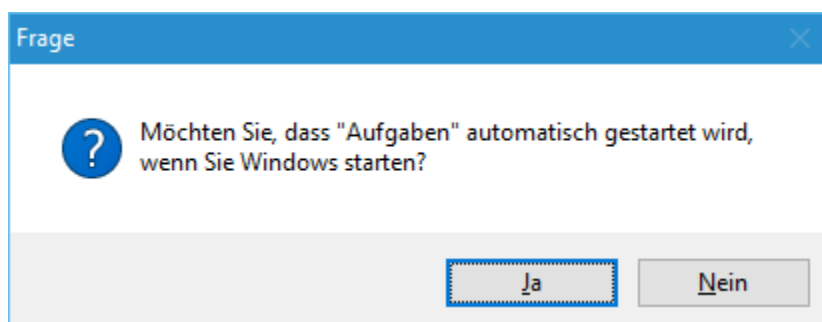 Frage
Möchten Sie, dass "Aufgaben" automatisch gestartet wird,
wenn Sie Windows starten?
Ja
Nein